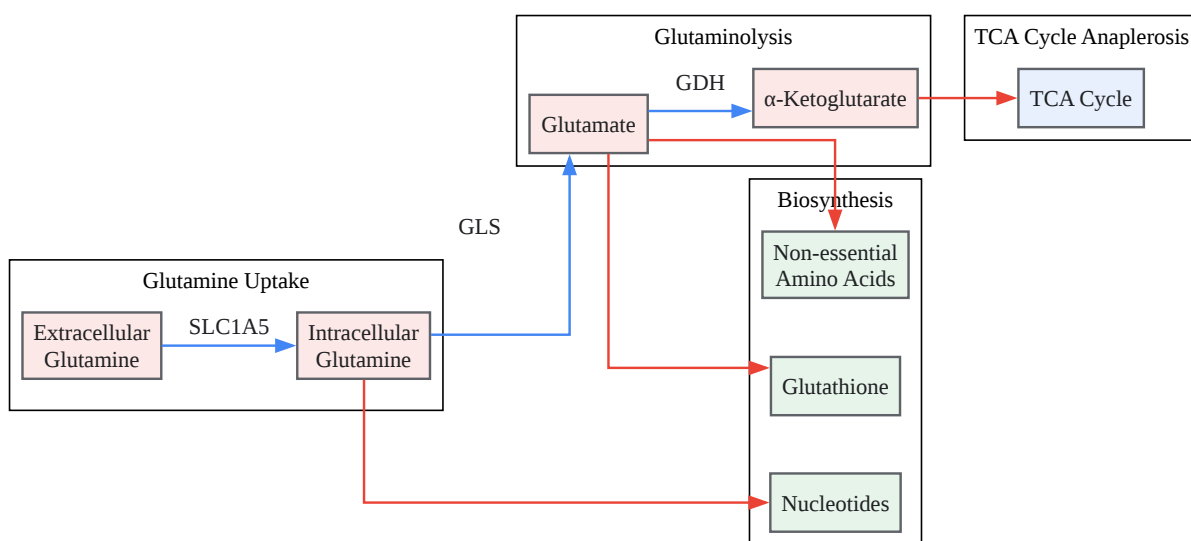 Glutaminolysis
TCA Cycle Anaplerosis
GDH
α-Ketoglutarate
TCA Cycle
Glutamate
Biosynthesis
GLS
Non-essential
Amino Acids
Glutamine Uptake
Extracellular
Glutamine
SLC1A5
Intracellular
Glutamine
Glutathione
Nucleotides